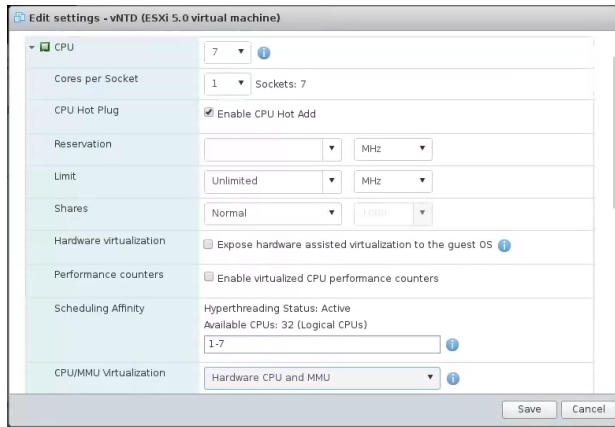 Edit settings - vNTD (ESXi 5.0 virtual machine)
CPU
7
Cores per Socket
1
Sockets: 7
CPU Hot Plug
Enable CPU Hot Add
Reservation
MHz
Limit
Unlimited
MHz
Shares
Normal
Hardware virtualization
Expose hardware assisted virtualization to the guest OS
Performance counters
Enable virtualized CPU performance counters
Scheduling Affinity
Hyperthreading Status: Active
Available CPUs: 32 (Logical CPUs)
1-7
CPU/MMU Virtualization
Hardware CPU and MMU
Save
Cancel